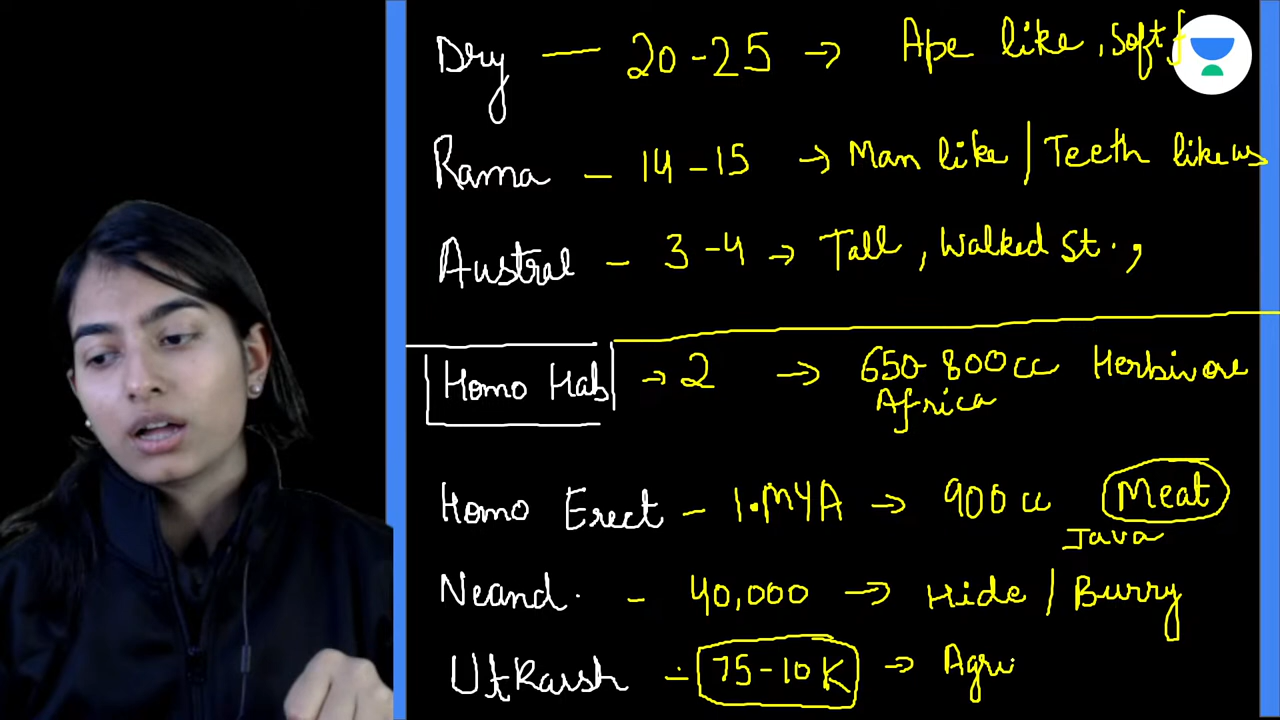 Dry — 20-25 → Ape like, Soft f
Rama - 14-15 → Man like / Teeth like us
Austral - 3-4 → Tall, Walked St.,
Homo Hab → 2 → 650-800cc Herbivore
Africa
Homo Erect - 1.MYA → 900 cc Meat
Java
Neand. - 40,000 → Hide / Burry
UtKarsh - 75-10K → Agri